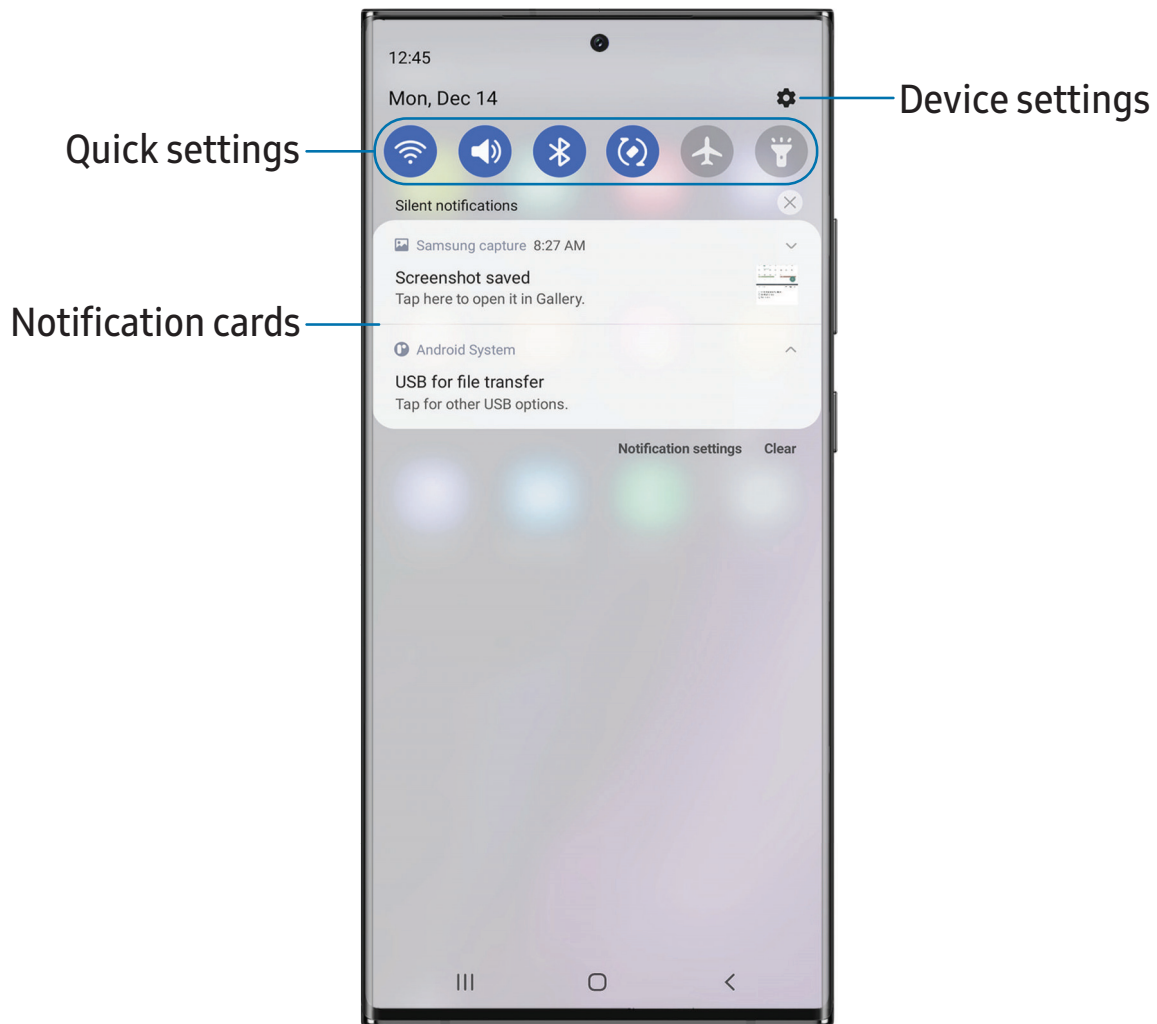 12:45
Mon, Dec 14
Device settings
Quick settings
Silent notifications
Samsung capture 8:27 AM
Screenshot saved
Tap here to open it in Gallery.
Notification cards
Android System
USB for file transfer
Tap for other USB options.
Notification settings Clear